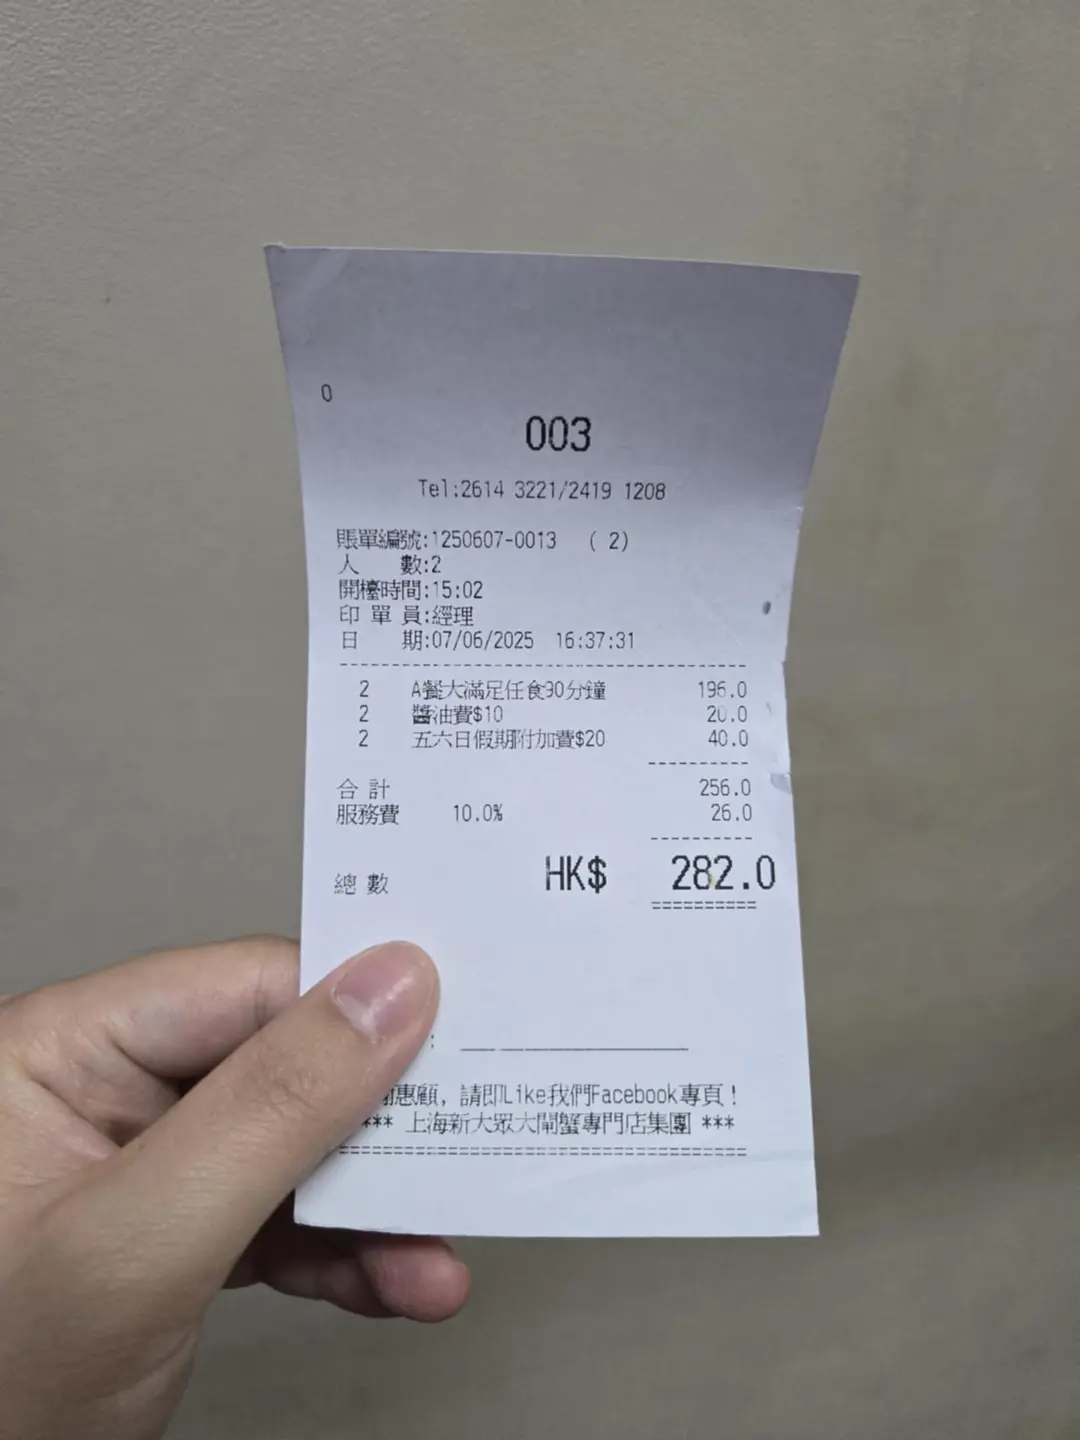 0
003
Tel:2614 3221/2419 1208
賬單編號:1250607-0013 ( 2)
人 數:2
開檯時間:15:02
印 單 員:經理
日 期:07/06/2025 16:37:31
2 A餐大滿足任食90分鐘 196.0
2 醬油費$10 20.0
2 五六日假期附加費$20 40.0
合 計 256.0
服務費 10.0% 26.0
總 數 HK$ 282.0
:
惠顧, 請即Like我們Facebook專頁!
*** 上海新大眾大閘蟹專門店集團 ***